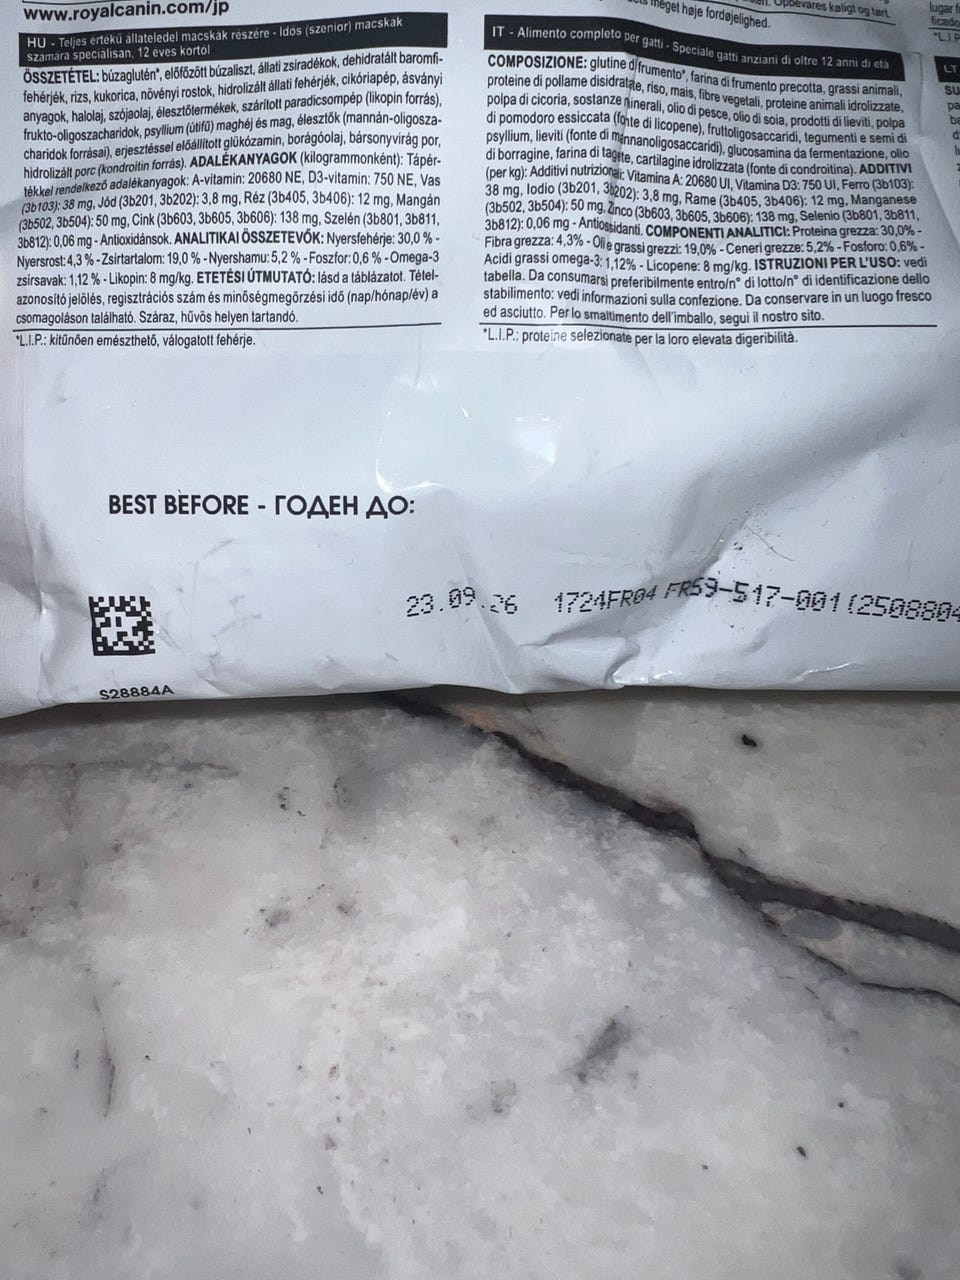 www.royalcanin.com/jp
HU - Teljes értékű állateledel macskák részére - Idős (szenior) macskák
számára speciálisan, 12 éves kortól
ÖSSZETÉTEL: búzaglutén*, előfőzött búzaliszt, állati zsiradékok, dehidratált baromfi-
fehérjék, rizs, kukorica, növényi rostok, hidrolizált állati fehérjék, cikóriapép, ásványi
anyagok, halolaj, szójaolaj, élesztőtermékek, szárított paradicsompép (likopin forrás),
frukto-oligoszacharidok, psyllium (útifű) maghéj és mag, élesztők (mannán-oligosza-
charidok forrásai), erjesztéssel előállított glükózamin, borágóolaj, bársonyvirág por,
hidrolizált porc (kondroitin forrás). ADALÉKANYAGOK (kilogrammonként): Tápér-
tékkel rendelkező adalékanyagok: A-vitamin: 20680 NE, D3-vitamin: 750 NE, Vas
(3b103): 38 mg, Jód (3b201, 3b202): 3,8 mg, Réz (3b405, 3b406): 12 mg, Mangán
(3b502, 3b504): 50 mg, Cink (3b603, 3b605, 3b606): 138 mg, Szelén (3b801, 3b811,
3b812): 0,06 mg - Antioxidánsok. ANALITIKAI ÖSSZETEVŐK: Nyersfehérje: 30,0 % -
Nyersrost: 4,3 % - Zsírtartalom: 19,0 % - Nyershamu: 5,2 % - Foszfor: 0,6 % - Omega-3
zsírsavak: 1,12 % - Likopin: 8 mg/kg. ETETÉSI ÚTMUTATÓ: lásd a táblázatot. Tétel-
azonosító jelölés, regisztrációs szám és minőségmegőrzési idő (nap/hónap/év) a
csomagoláson található. Száraz, hűvös helyen tartandó.
*L.I.P.: kitűnően emészthető, válogatott fehérje.
meget høje fordøjelighed.
Opbevares køligt og tørt.
IT - Alimento completo per gatti - Speciale gatti anziani di oltre 12 anni di età
COMPOSIZIONE: glutine di frumento*, farina di frumento precotta, grassi animali,
proteine di pollame disidratate, riso, mais, fibre vegetali, proteine animali idrolizzate,
polpa di cicoria, sostanze minerali, olio di pesce, olio di soia, prodotti di lieviti, polpa
di pomodoro essiccata (fonte di licopene), fruttoligosaccaridi, tegumenti e semi di
psyllium, lieviti (fonte di mannanoligosaccaridi), glucosamina da fermentazione, olio
di borragine, farina di tagete, cartilagine idrolizzata (fonte di condroitina). ADDITIVI
(per kg): Additivi nutrizionali: Vitamina A: 20680 UI, Vitamina D3: 750 UI, Ferro (3b103):
38 mg, Iodio (3b201, 3b202): 3,8 mg, Rame (3b405, 3b406): 12 mg, Manganese
(3b502, 3b504): 50 mg, Zinco (3b603, 3b605, 3b606): 138 mg, Selenio (3b801, 3b811,
3b812): 0,06 mg - Antiossidanti. COMPONENTI ANALITICI: Proteina grezza: 30,0% -
Fibra grezza: 4,3% - Oli e grassi grezzi: 19,0% - Ceneri grezze: 5,2% - Fosforo: 0,6% -
Acidi grassi omega-3: 1,12% - Licopene: 8 mg/kg. ISTRUZIONI PER L'USO: vedi
tabella. Da consumarsi preferibilmente entro/n° di lotto/n° di identificazione dello
stabilimento: vedi informazioni sulla confezione. Da conservare in un luogo fresco
ed asciutto. Per lo smaltimento dell'imballo, segui il nostro sito.
*L.I.P.: proteine selezionate per la loro elevata digeribilità.
lugar f
*L.I.P
LT
BEST BEFORE - ГОДЕН ДО:
23.09.26 1724FR04 FR59-517-001 (2508804
S28884A